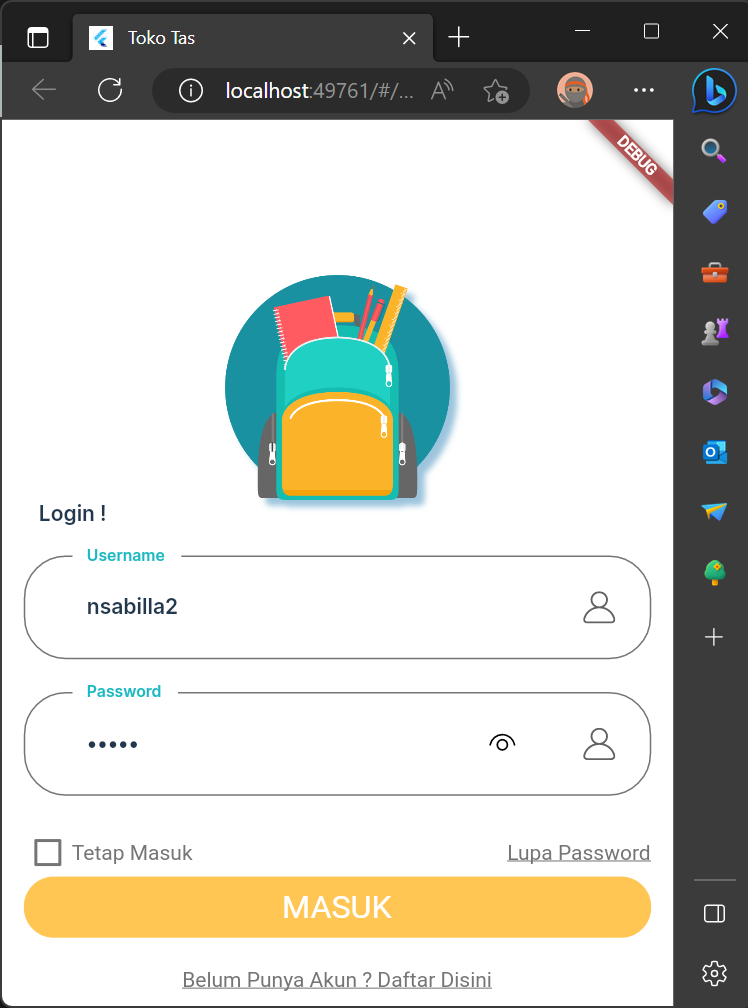 Toko Tas
localhost:49761/#/...
DEBUG
Login !
Username
nsabilla2
Password
•••••
Tetap Masuk
Lupa Password
MASUK
Belum Punya Akun ? Daftar Disini